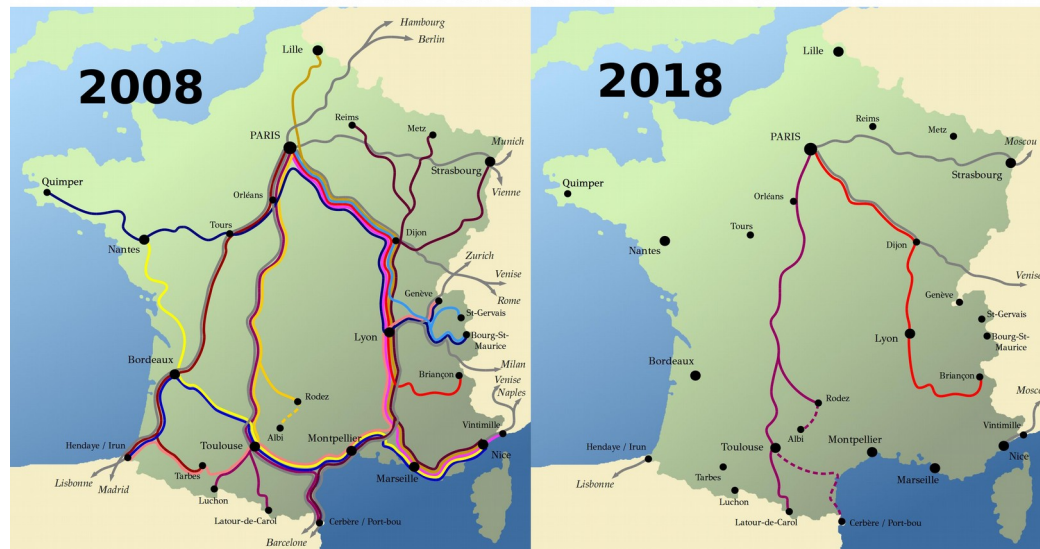 2008
Hambourg
Berlin
Lille
Reims
Metz
PARIS
Munich
Strasbourg
Vienne
Quimper
Orléans
Tours
Nantes
Dijon
Zurich
Venise
Rome
Genève
St-Gervais
Lyon
Bourg-St-
Maurice
Milan
Bordeaux
Briançon
Venise
Naples
Rodez
Albi
Vintimille
Hendaye / Irun
Toulouse
Montpellier
Nice
Marseille
Tarbes
Lisbonne
Madrid
Luchon
Latour-de-Carol
Cerbère / Port-bou
Barcelone
2018
Lille
Reims
Metz
PARIS
Moscou
Strasbourg
Quimper
Orléans
Tours
Nantes
Dijon
Venise
Genève
St-Gervais
Lyon
Bourg-St-
Maurice
Bordeaux
Briançon
Rodez
Mosco
Albi
Vintimille
Hendaye / Irun
Toulouse
Montpellier
Nice
Marseille
Tarbes
Lisbonne
Luchon
Latour-de-Carol
Cerbère / Port-bou